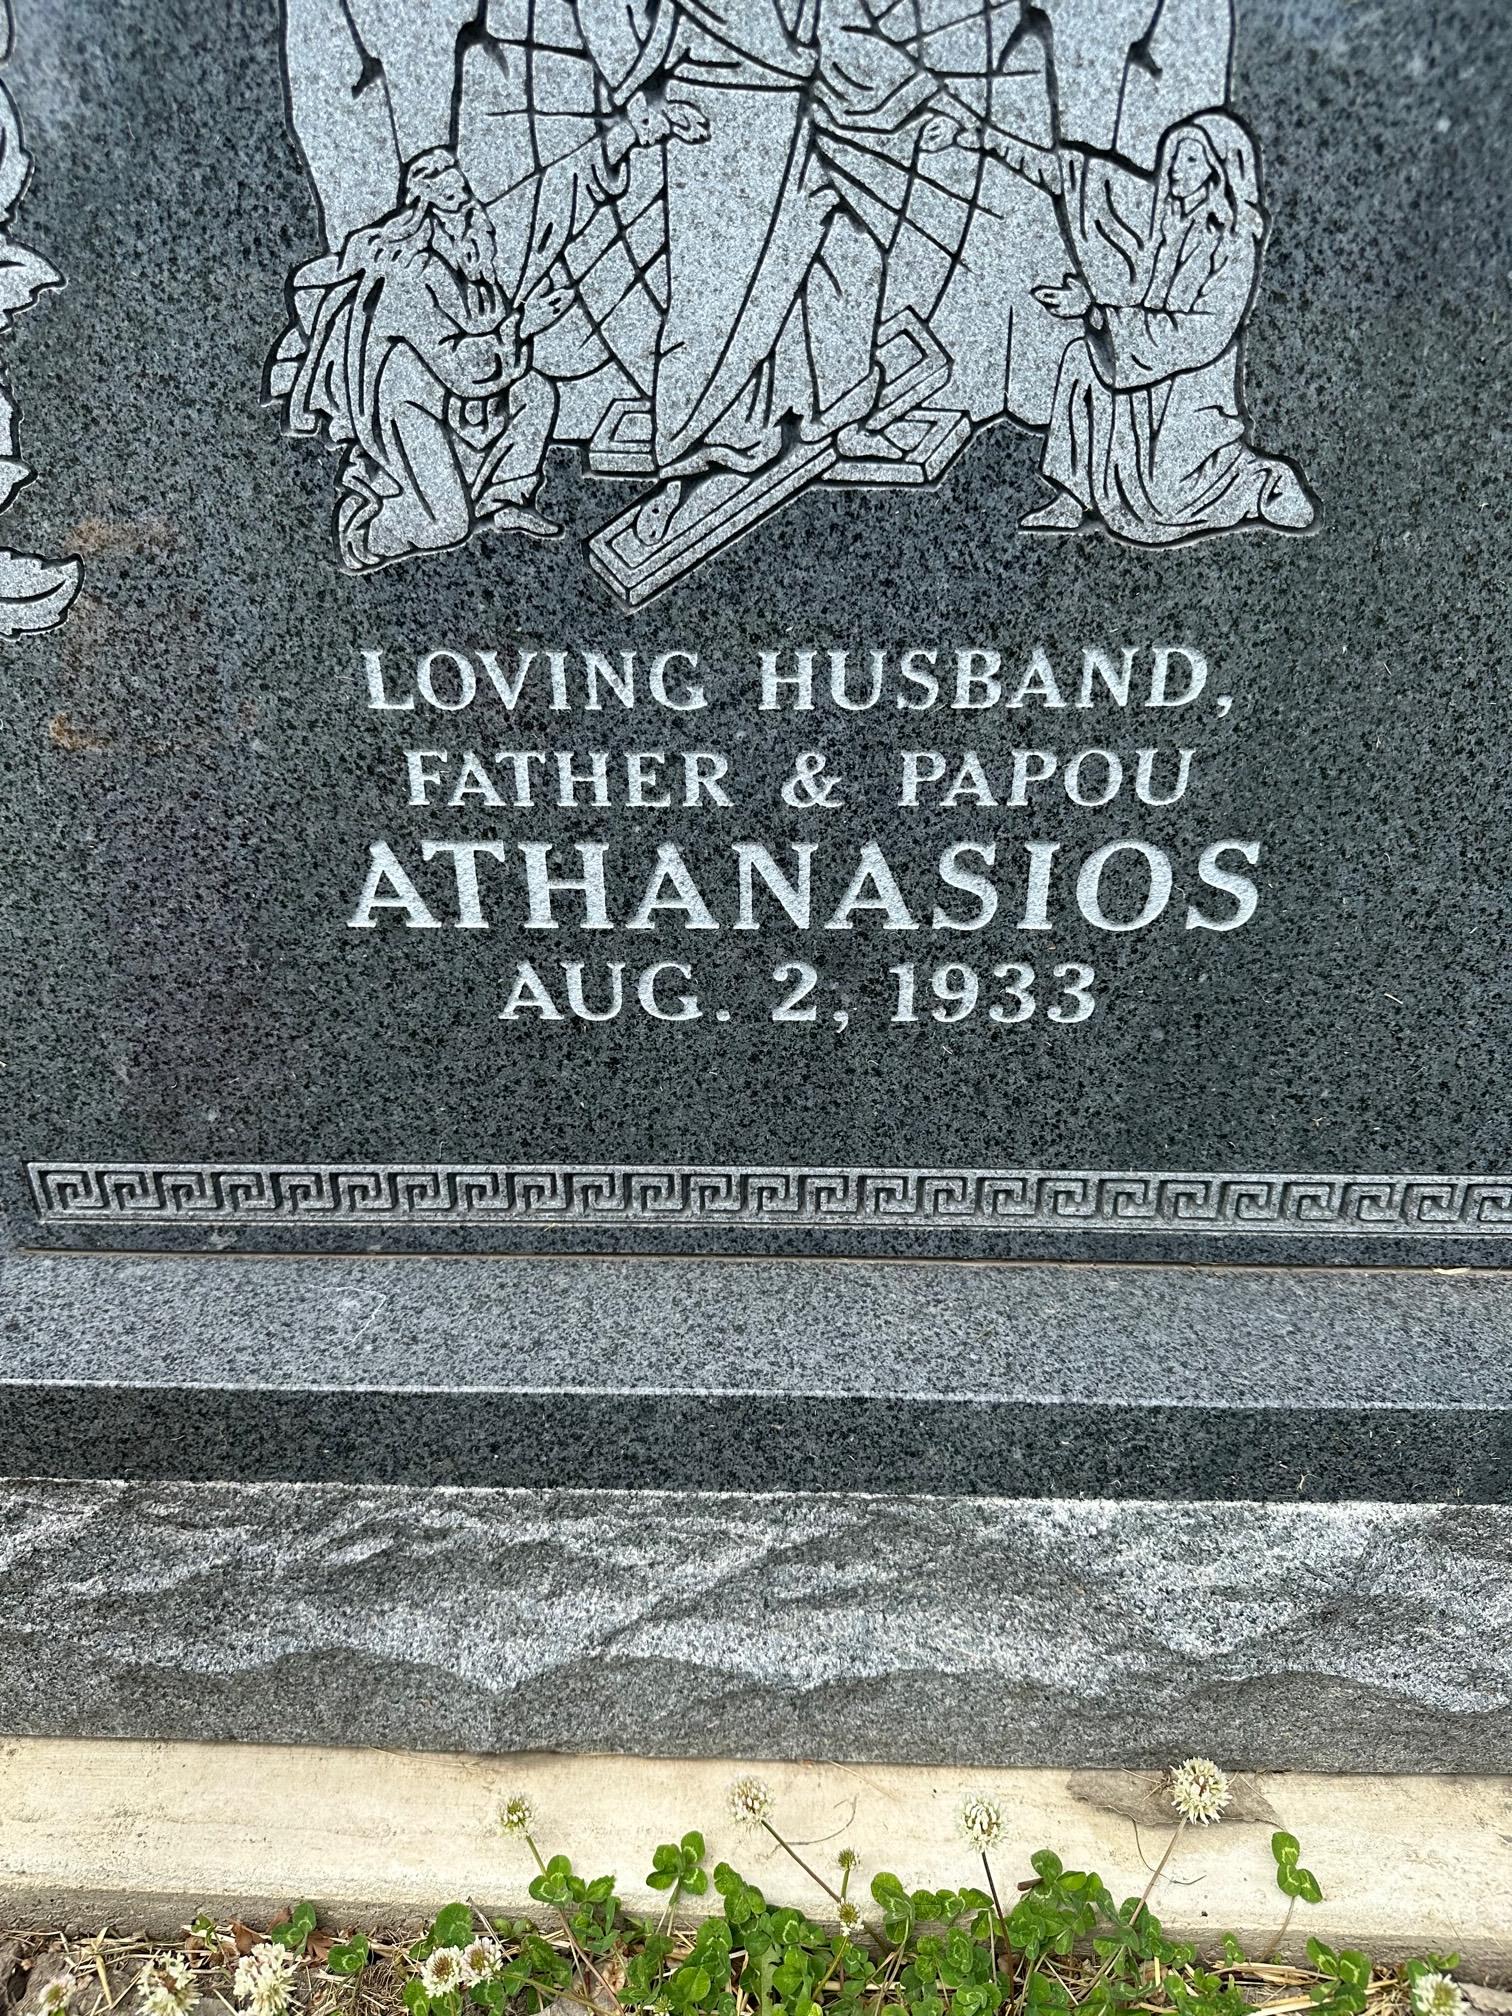 LOVING HUSBAND,
FATHER & PAPOU
ATHANASIOS
AUG. 2, 1933